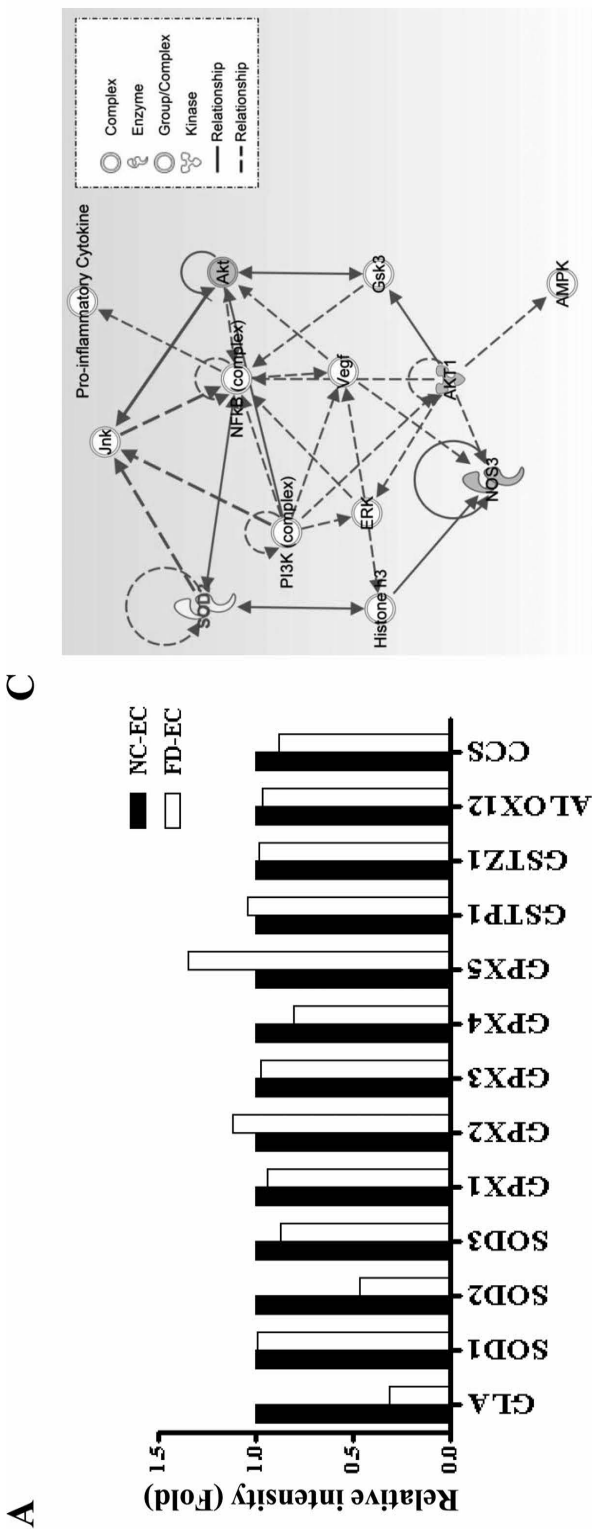 A
Relative intensity (Fold)
1.5
1.0
0.5
0.0
NC-EC
FD-EC
GLA
SOD1
SOD2
SOD3
GPX1
GPX2
GPX3
GPX4
GPX5
GSTP1
GSTZ1
ALOX12
CCS
C
Pro-inflammatory Cytokine
Jnk
Akt
SOD2
NFkB (complex)
PI3K (complex)
Vegf
Gsk3
ERK
Histone h3
AKT1
NOS3
AMPK
Complex
Enzyme
Group/Complex
Kinase
Relationship
Relationship